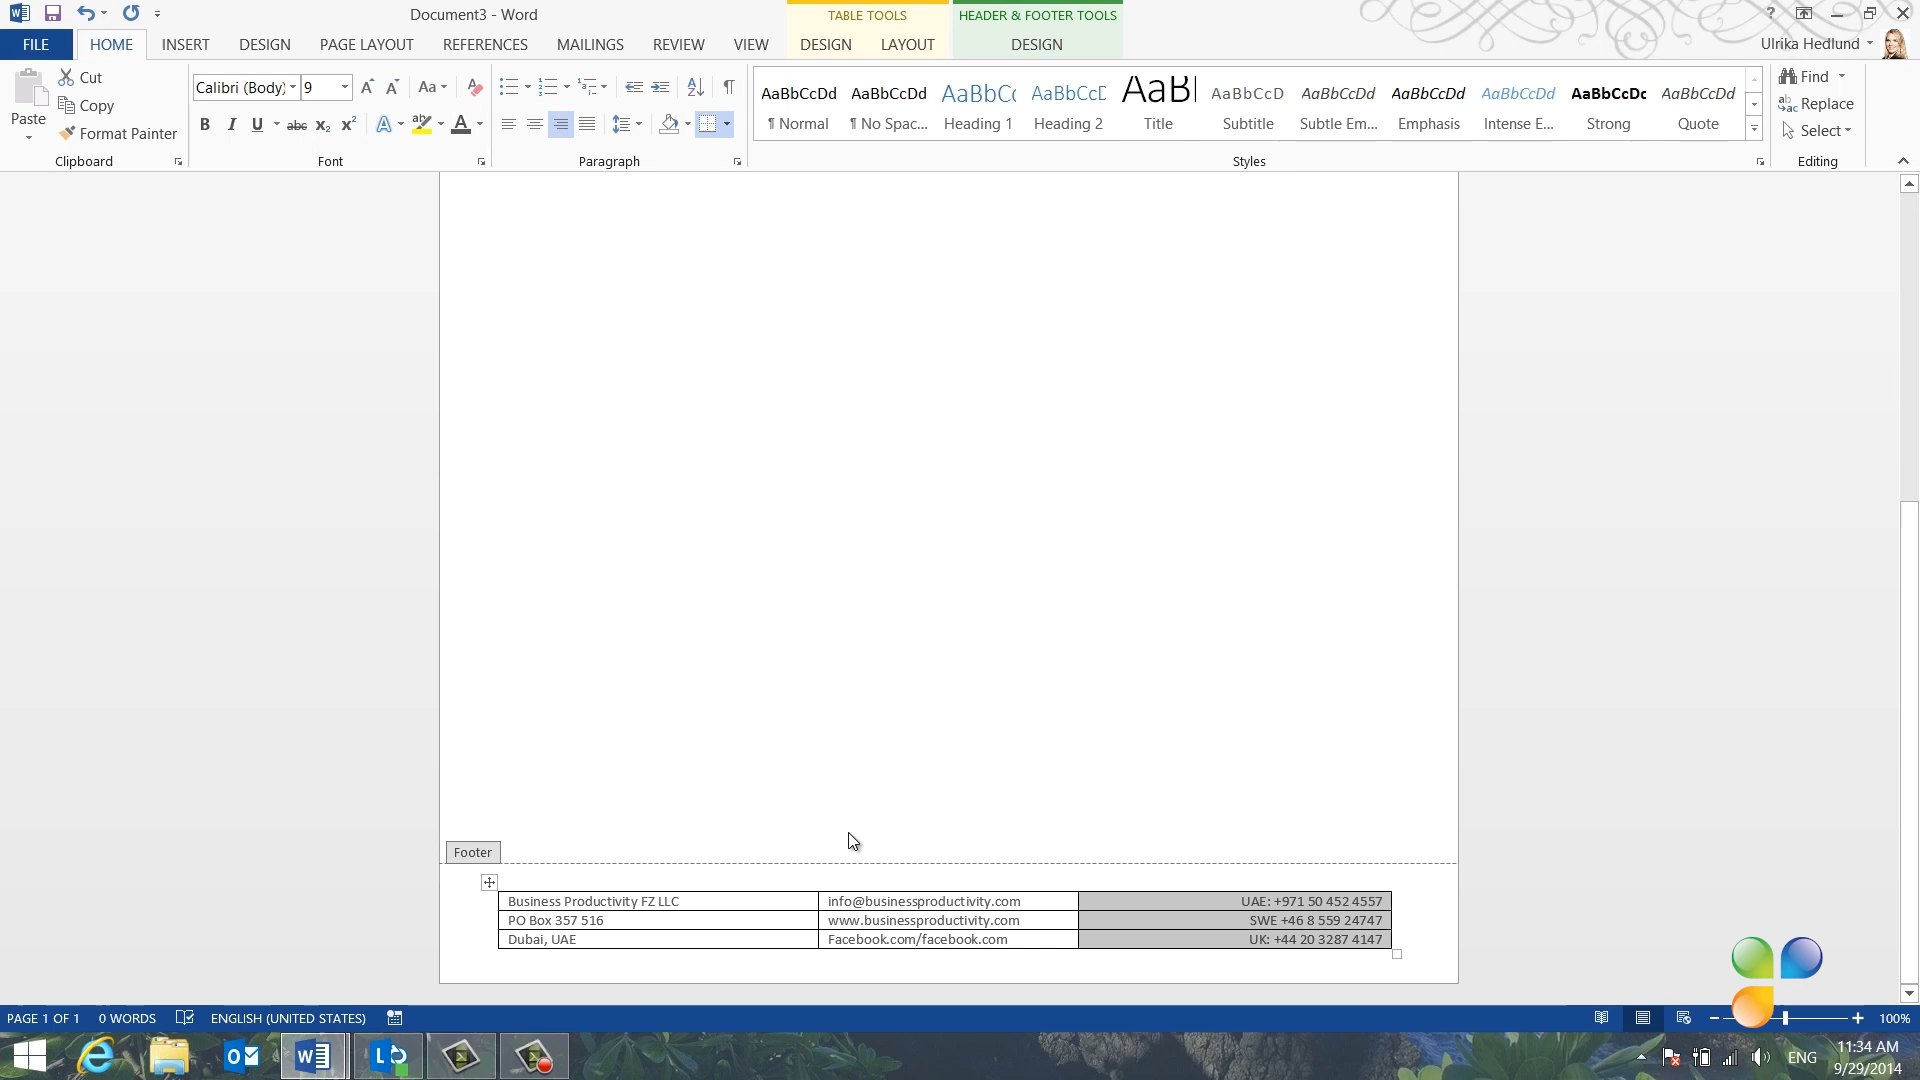 Document3 - Word
TABLE TOOLS
HEADER & FOOTER TOOLS
?
FILE HOME INSERT DESIGN PAGE LAYOUT REFERENCES MAILINGS REVIEW VIEW DESIGN LAYOUT DESIGN Ulrika Hedlund
Paste
Cut
Copy
Format Painter
Clipboard
Calibri (Body) 9 Aa
B I U abc x₂ x² A ab A
Font
Paragraph
AaBbCcDd AaBbCcDd AaBbCc AaBbCcE AaBl AaBbCcD AaBbCcDd AaBbCcDd AaBbCcDd AaBbCcDc AaBbCcDd
¶ Normal ¶ No Spac... Heading 1 Heading 2 Title Subtitle Subtle Em... Emphasis Intense E... Strong Quote
Styles
Find
Replace
Select
Editing
Footer
Business Productivity FZ LLC info@businessproductivity.com UAE: +971 50 452 4557
PO Box 357 516 www.businessproductivity.com SWE +46 8 559 24747
Dubai, UAE Facebook.com/facebook.com UK: +44 20 3287 4147
PAGE 1 OF 1 0 WORDS ENGLISH (UNITED STATES) 100%
ENG
11:34 AM
9/29/2014